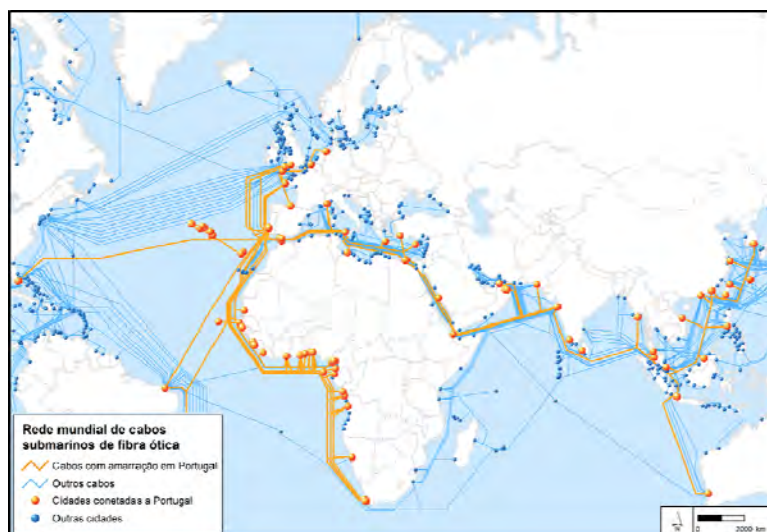 Rede mundial de cabos
submarinos de fibra ótica
Cabos com amarração em Portugal
Outros cabos
Cidades conetadas a Portugal
Outras cidades
0 2000 km